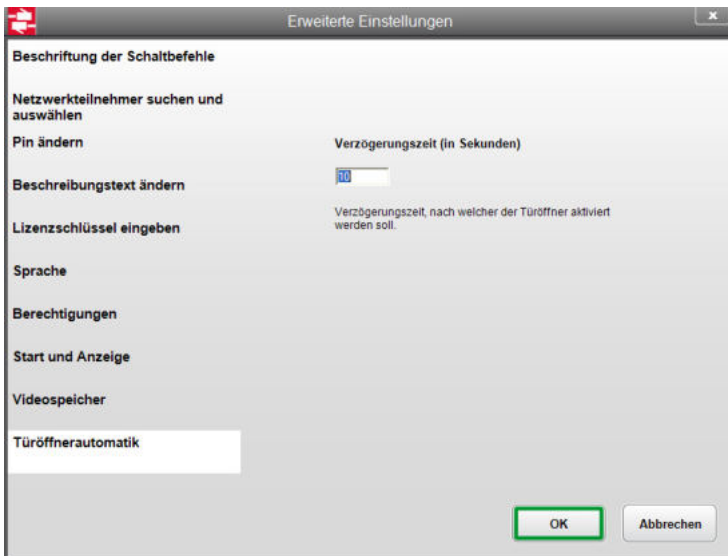 Erweiterte Einstellungen
x
Beschriftung der Schaltbefehle
Netzwerkteilnehmer suchen und
auswählen
Pin ändern
Verzögerungszeit (in Sekunden)
10
Beschreibungstext ändern
Verzögerungszeit, nach welcher der Türöffner aktiviert
werden soll.
Lizenzschlüssel eingeben
Sprache
Berechtigungen
Start und Anzeige
Videospeicher
Türöffnerautomatik
OK
Abbrechen